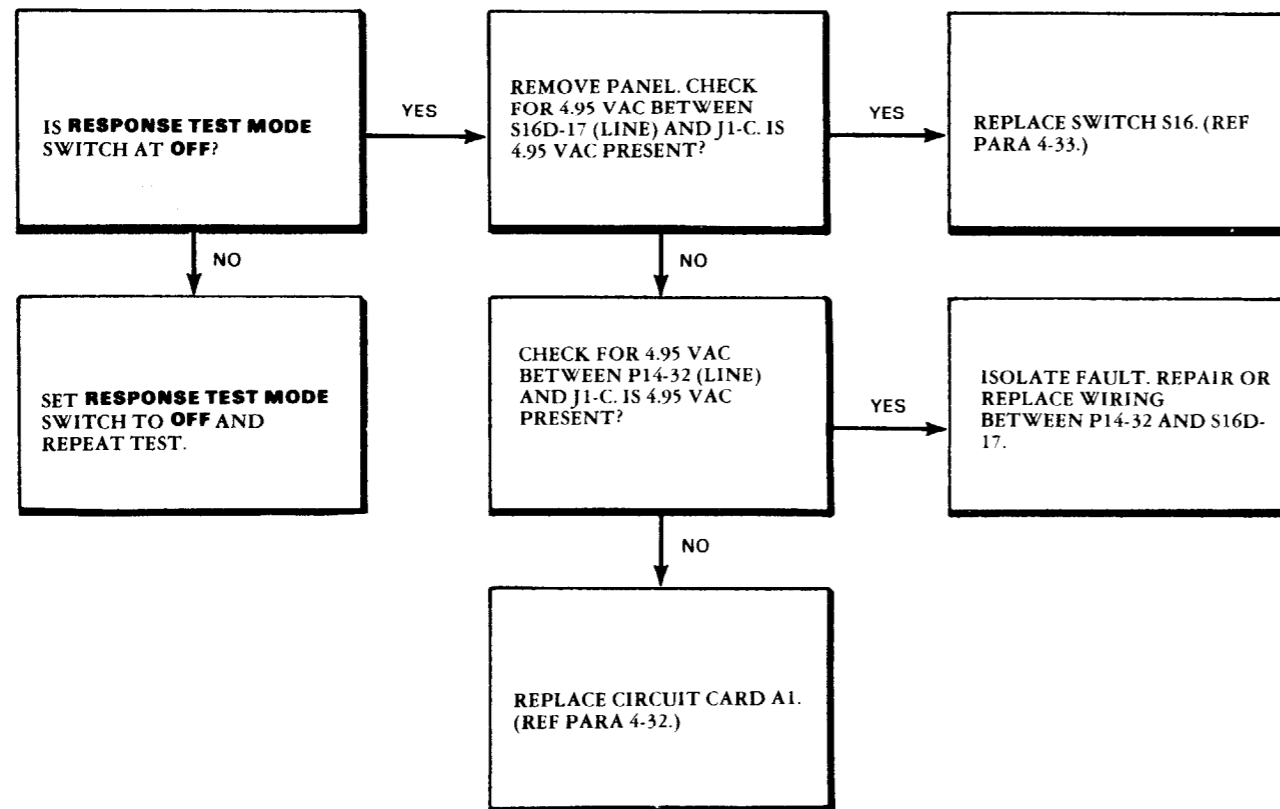 IS RESPONSE TEST MODE
SWITCH AT OFF?
YES
REMOVE PANEL. CHECK
FOR 4.95 VAC BETWEEN
S16D-17 (LINE) AND J1-C. IS
4.95 VAC PRESENT?
YES
REPLACE SWITCH S16. (REF
PARA 4-33.)
NO
NO
SET RESPONSE TEST MODE
SWITCH TO OFF AND
REPEAT TEST.
CHECK FOR 4.95 VAC
BETWEEN P14-32 (LINE)
AND J1-C. IS 4.95 VAC
PRESENT?
YES
ISOLATE FAULT. REPAIR OR
REPLACE WIRING
BETWEEN P14-32 AND S16D-
17.
NO
REPLACE CIRCUIT CARD A1.
(REF PARA 4-32.)